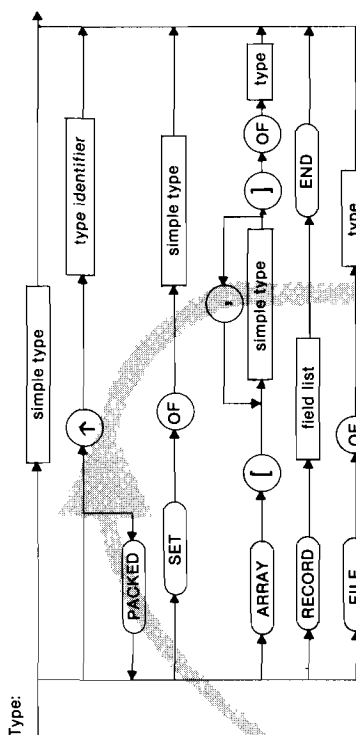 Type:
simple type
↑ type identifier
PACKED
SET OF simple type
,
ARRAY [ simple type ] OF type
RECORD field list END
FILE OF type